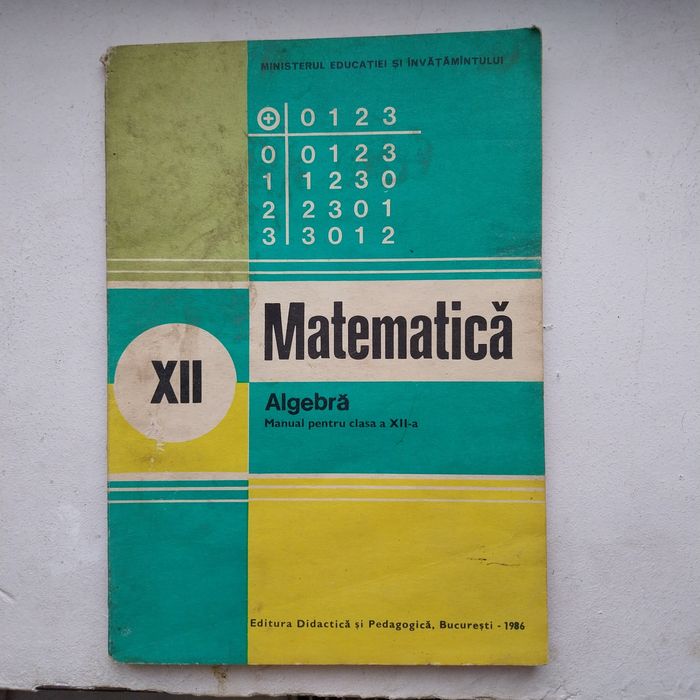 MINISTERUL EDUCAȚIEI ȘI ÎNVĂȚĂMÎNTULUI
⊕ 0 1 2 3
0 0 1 2 3
1 1 2 3 0
2 2 3 0 1
3 3 0 1 2
Matematică
XII
Algebră
Manual pentru clasa a XII-a
Editura Didactică și Pedagogică, București - 1986